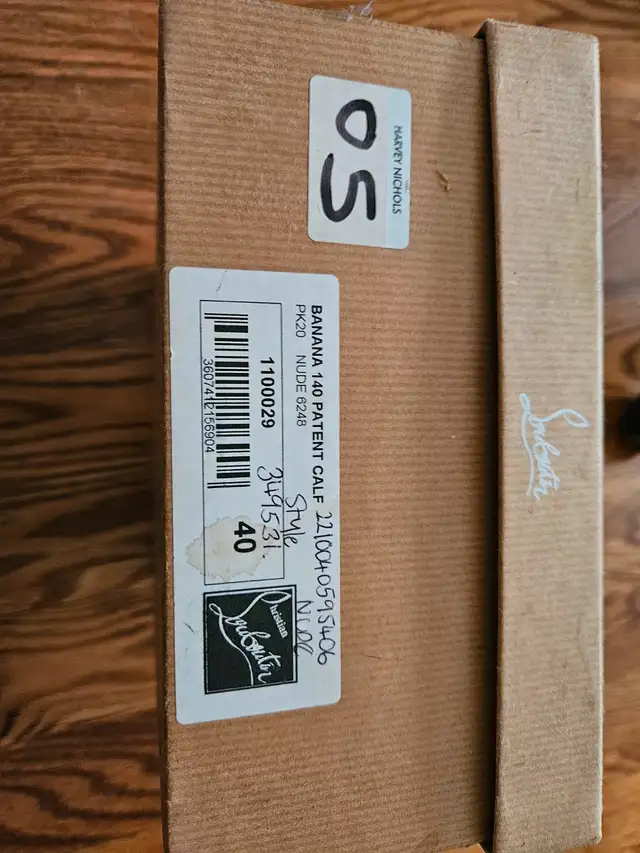 HARVEY NICHOLS
05
Louboutin
BANANA 140 PATENT CALF 2210040595406
PK20 NUDE 6248 Style Nude
1100029 349531.
40
3607412156904
Christian
Louboutin